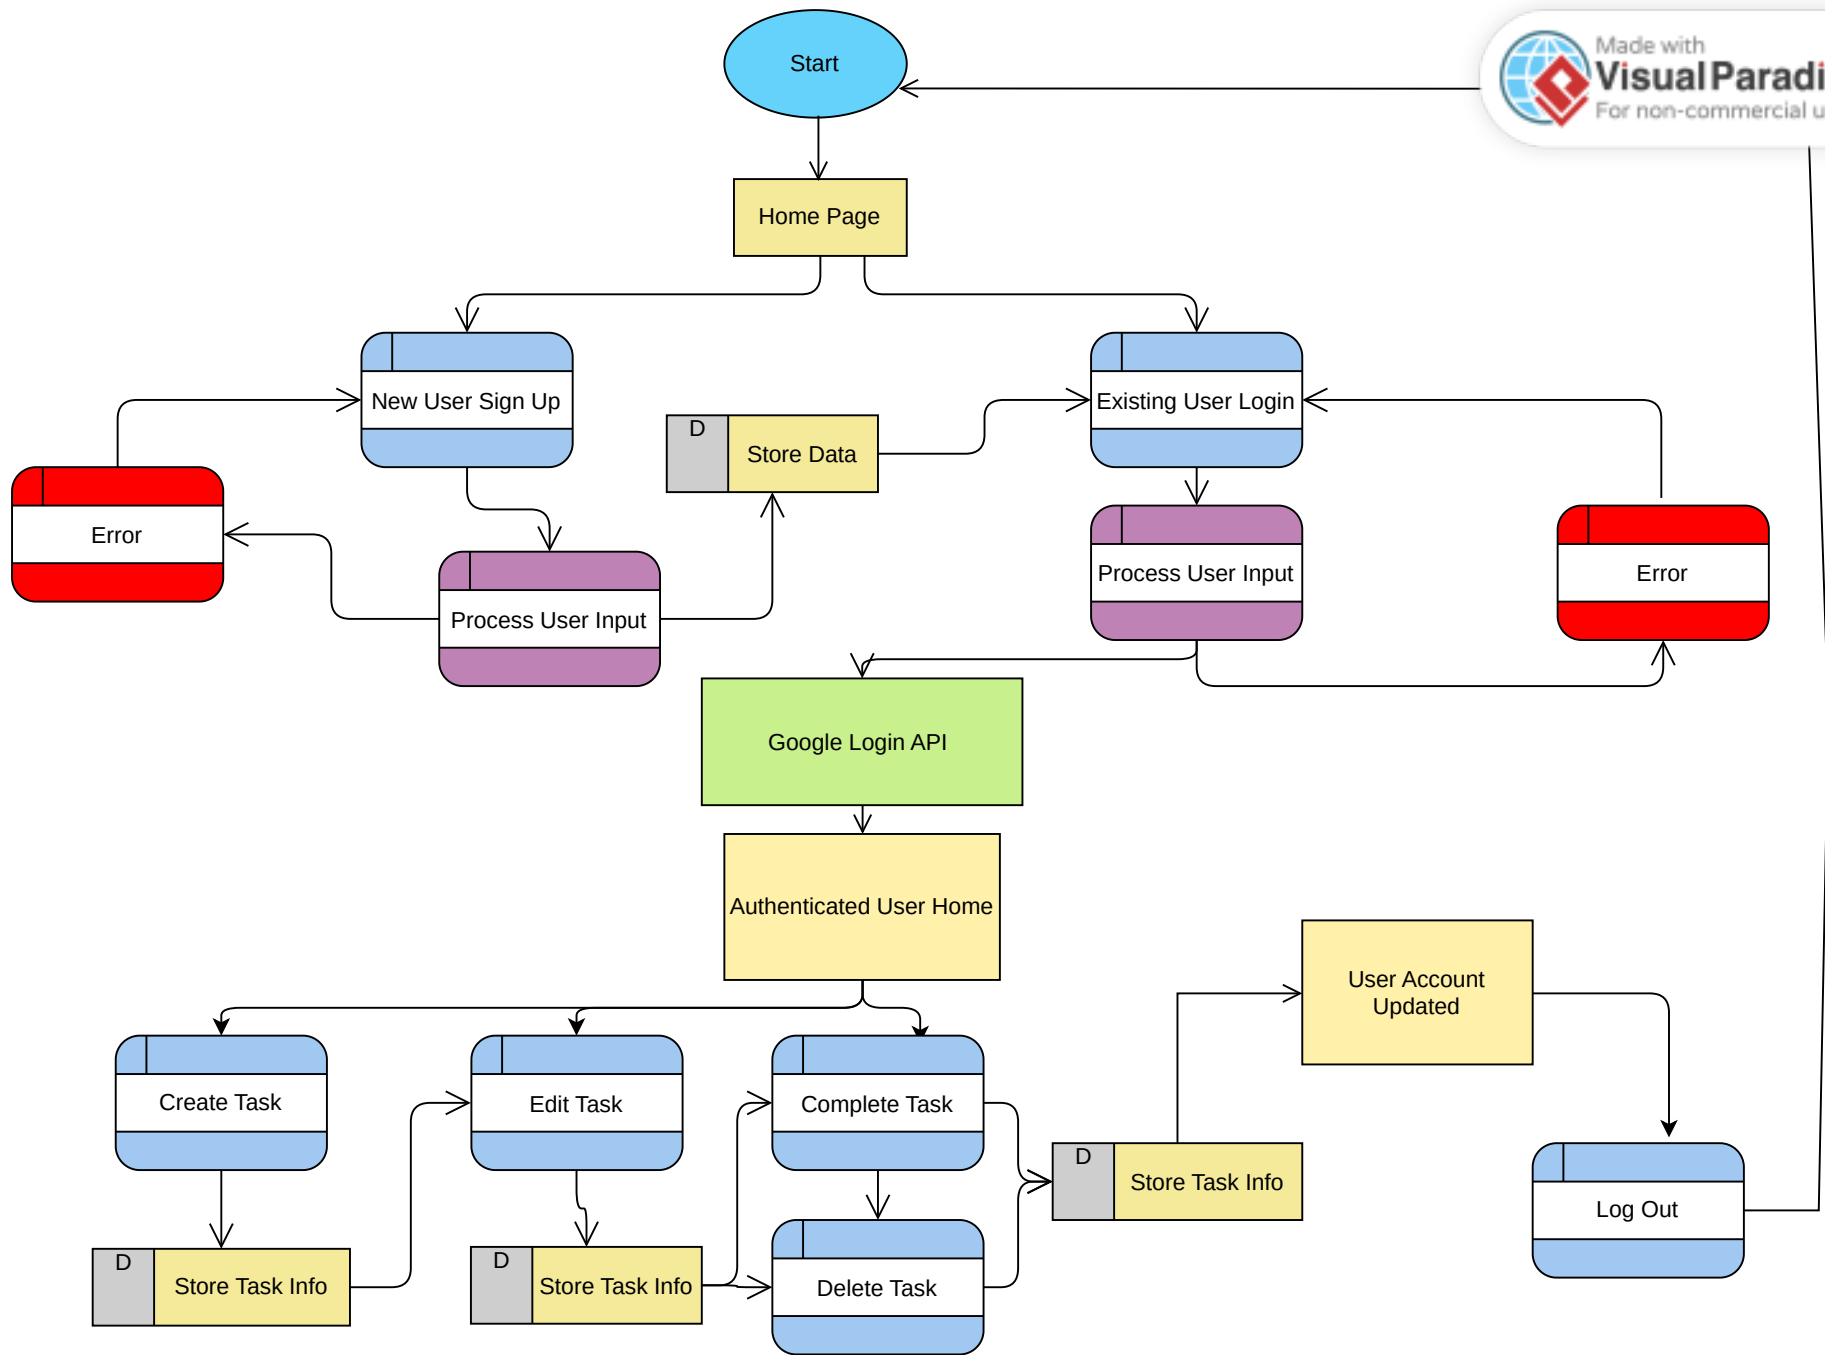 Start
Made with
Visual Paradi
For non-commercial u
Home Page
New User Sign Up
Existing User Login
D
Store Data
Error
Process User Input
Process User Input
Error
Google Login API
Authenticated User Home
User Account
Updated
Create Task
Edit Task
Complete Task
D
Store Task Info
Log Out
D
Store Task Info
D
Store Task Info
Delete Task